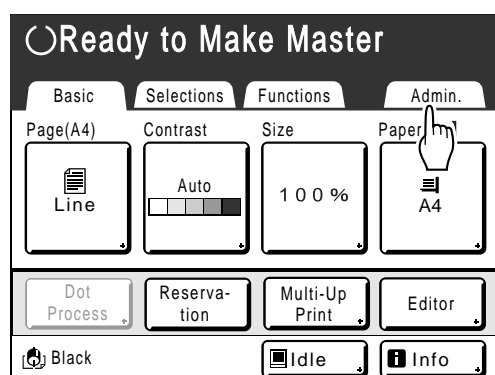 Ready to Make Master
Basic Selections Functions Admin.
Page(A4) Contrast Size Paper
Line Auto 100% A4
Dot Process Reserva-tion Multi-Up Print Editor
Black Idle Info